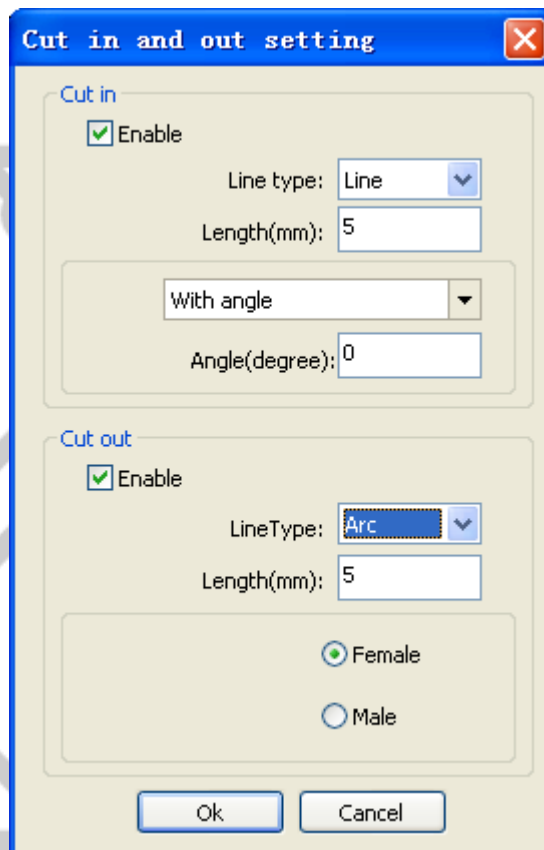 Cut in and out setting
Cut in
Enable
Line type: Line
Length(mm): 5
With angle
Angle(degree): 0
Cut out
Enable
LineType: Arc
Length(mm): 5
Female
Male
Ok Cancel